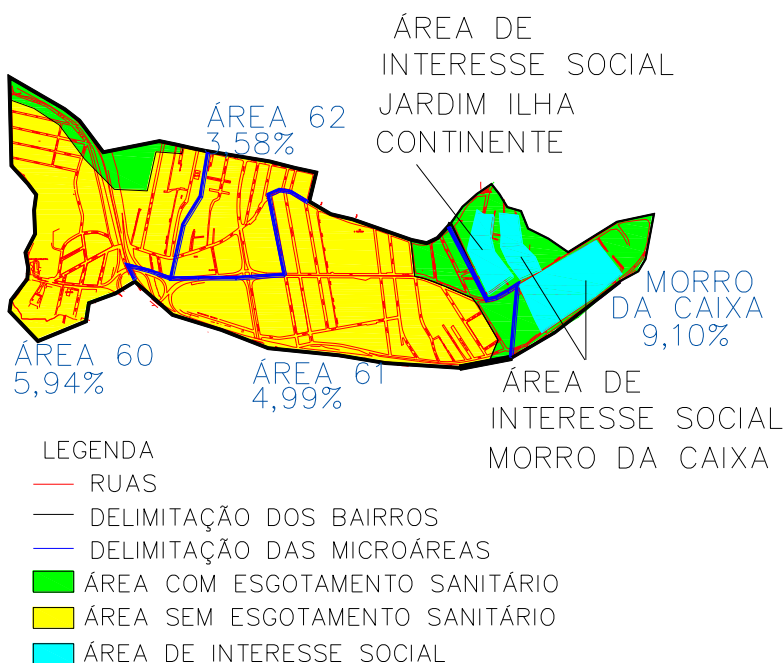 ÁREA DE
INTERESSE SOCIAL
JARDIM ILHA
CONTINENTE
ÁREA 62
3,58%
MORRO
DA CAIXA
9,10%
ÁREA 60
5,94%
ÁREA 61
4,99%
ÁREA DE
INTERESSE SOCIAL
MORRO DA CAIXA
LEGENDA
RUAS
DELIMITAÇÃO DOS BAIRROS
DELIMITAÇÃO DAS MICROÁREAS
ÁREA COM ESGOTAMENTO SANITÁRIO
ÁREA SEM ESGOTAMENTO SANITÁRIO
ÁREA DE INTERESSE SOCIAL